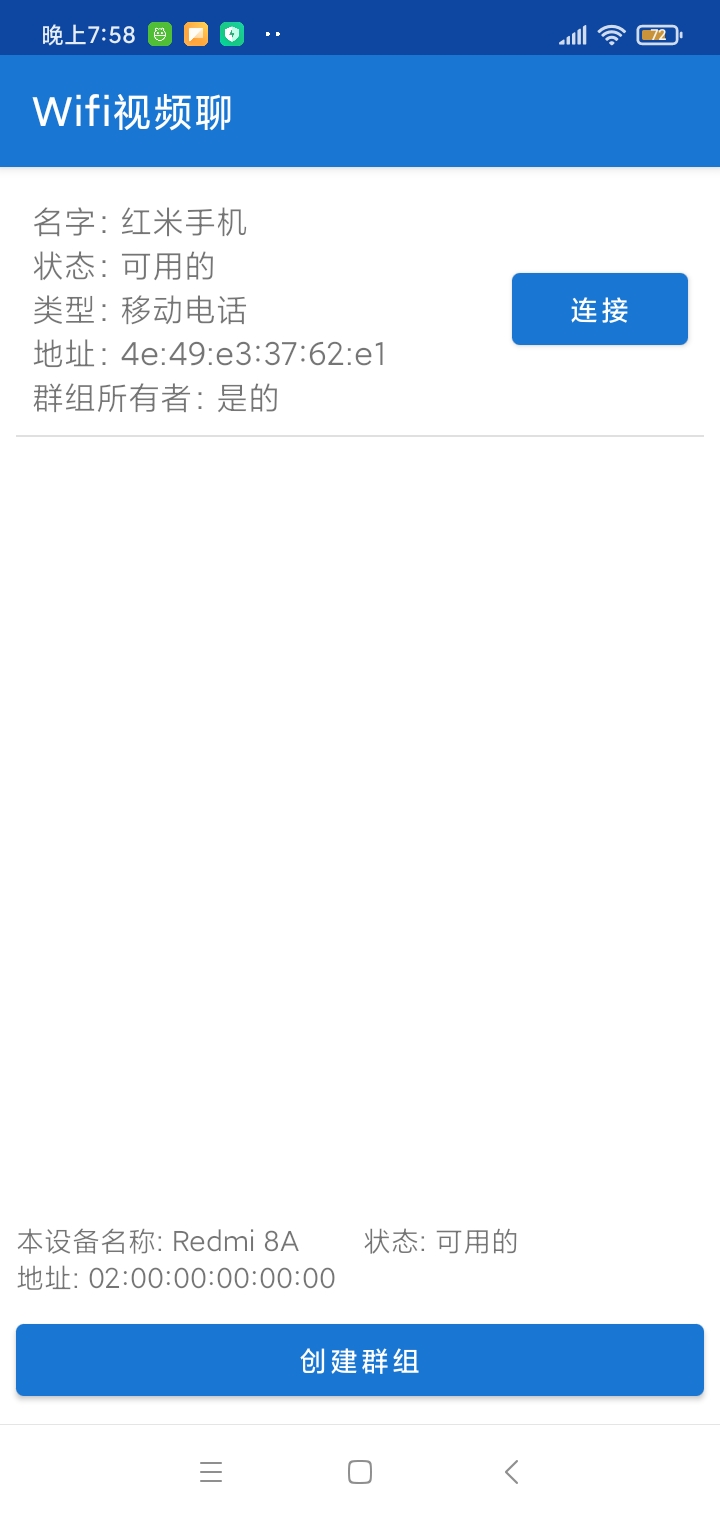 晚上7:58
72
Wifi视频聊
名字: 红米手机
状态: 可用的
类型: 移动电话
地址: 4e:49:e3:37:62:e1
群组所有者: 是的
连接
本设备名称: Redmi 8A 状态: 可用的
地址: 02:00:00:00:00:00
创建群组